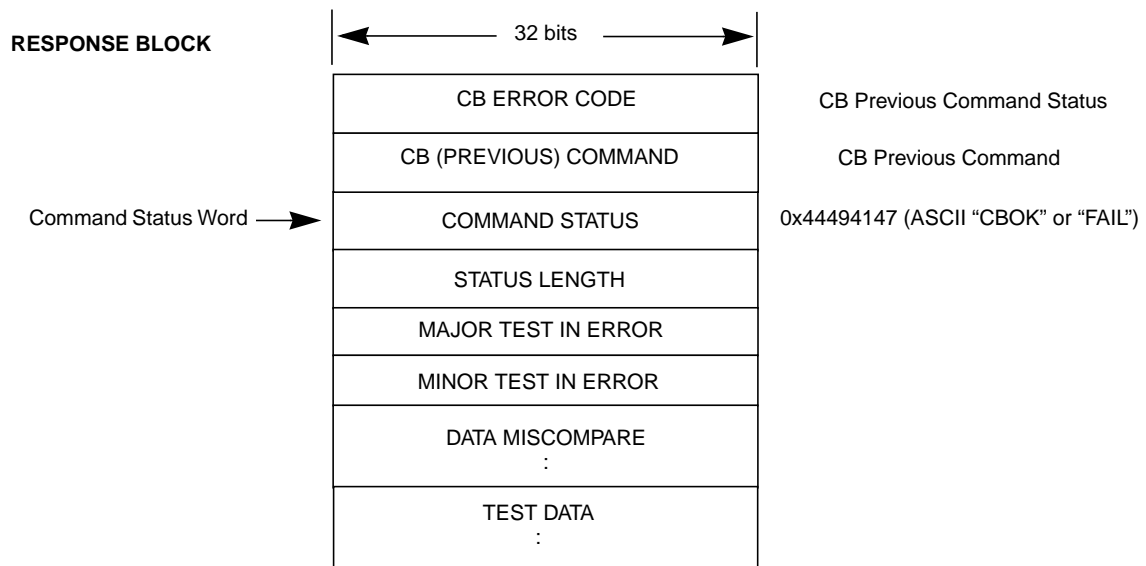 RESPONSE BLOCK
32 bits
CB ERROR CODE
CB Previous Command Status
CB (PREVIOUS) COMMAND
CB Previous Command
Command Status Word
COMMAND STATUS
0x44494147 (ASCII “CBOK” or “FAIL”)
STATUS LENGTH
MAJOR TEST IN ERROR
MINOR TEST IN ERROR
DATA MISCOMPARE
:
TEST DATA
: